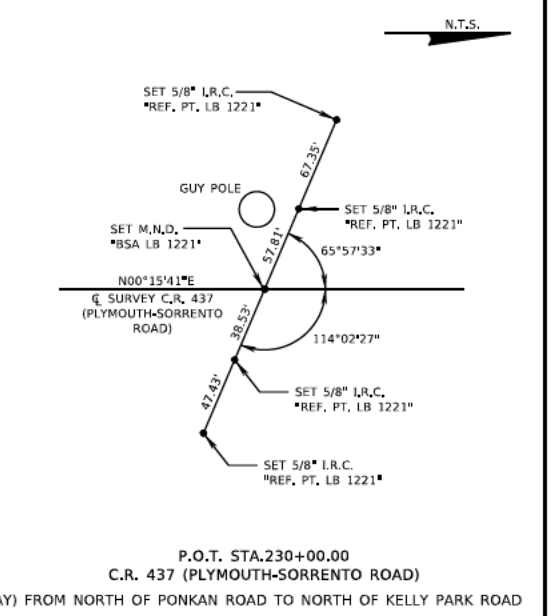 N.T.S.
SET 5/8" I.R.C.
"REF. PT. LB 1221"
67.35'
GUY POLE
SET 5/8" I.R.C.
"REF. PT. LB 1221"
SET M.N.D.
"BSA LB 1221"
57.81'
65°57'33"
N00°15'41"E
℄ SURVEY C.R. 437
(PLYMOUTH-SORRENTO
ROAD)
38.53'
114°02'27"
47.43'
SET 5/8" I.R.C.
"REF. PT. LB 1221"
SET 5/8" I.R.C.
"REF. PT. LB 1221"
P.O.T. STA.230+00.00
C.R. 437 (PLYMOUTH-SORRENTO ROAD)
AY) FROM NORTH OF PONKAN ROAD TO NORTH OF KELLY PARK ROAD